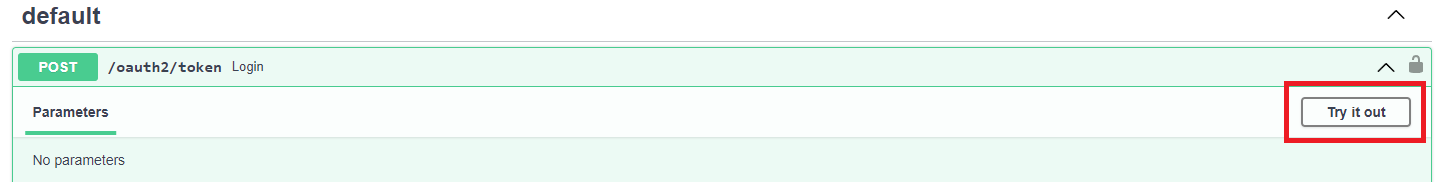 default
POST /oauth2/token Login
Parameters
Try it out
No parameters